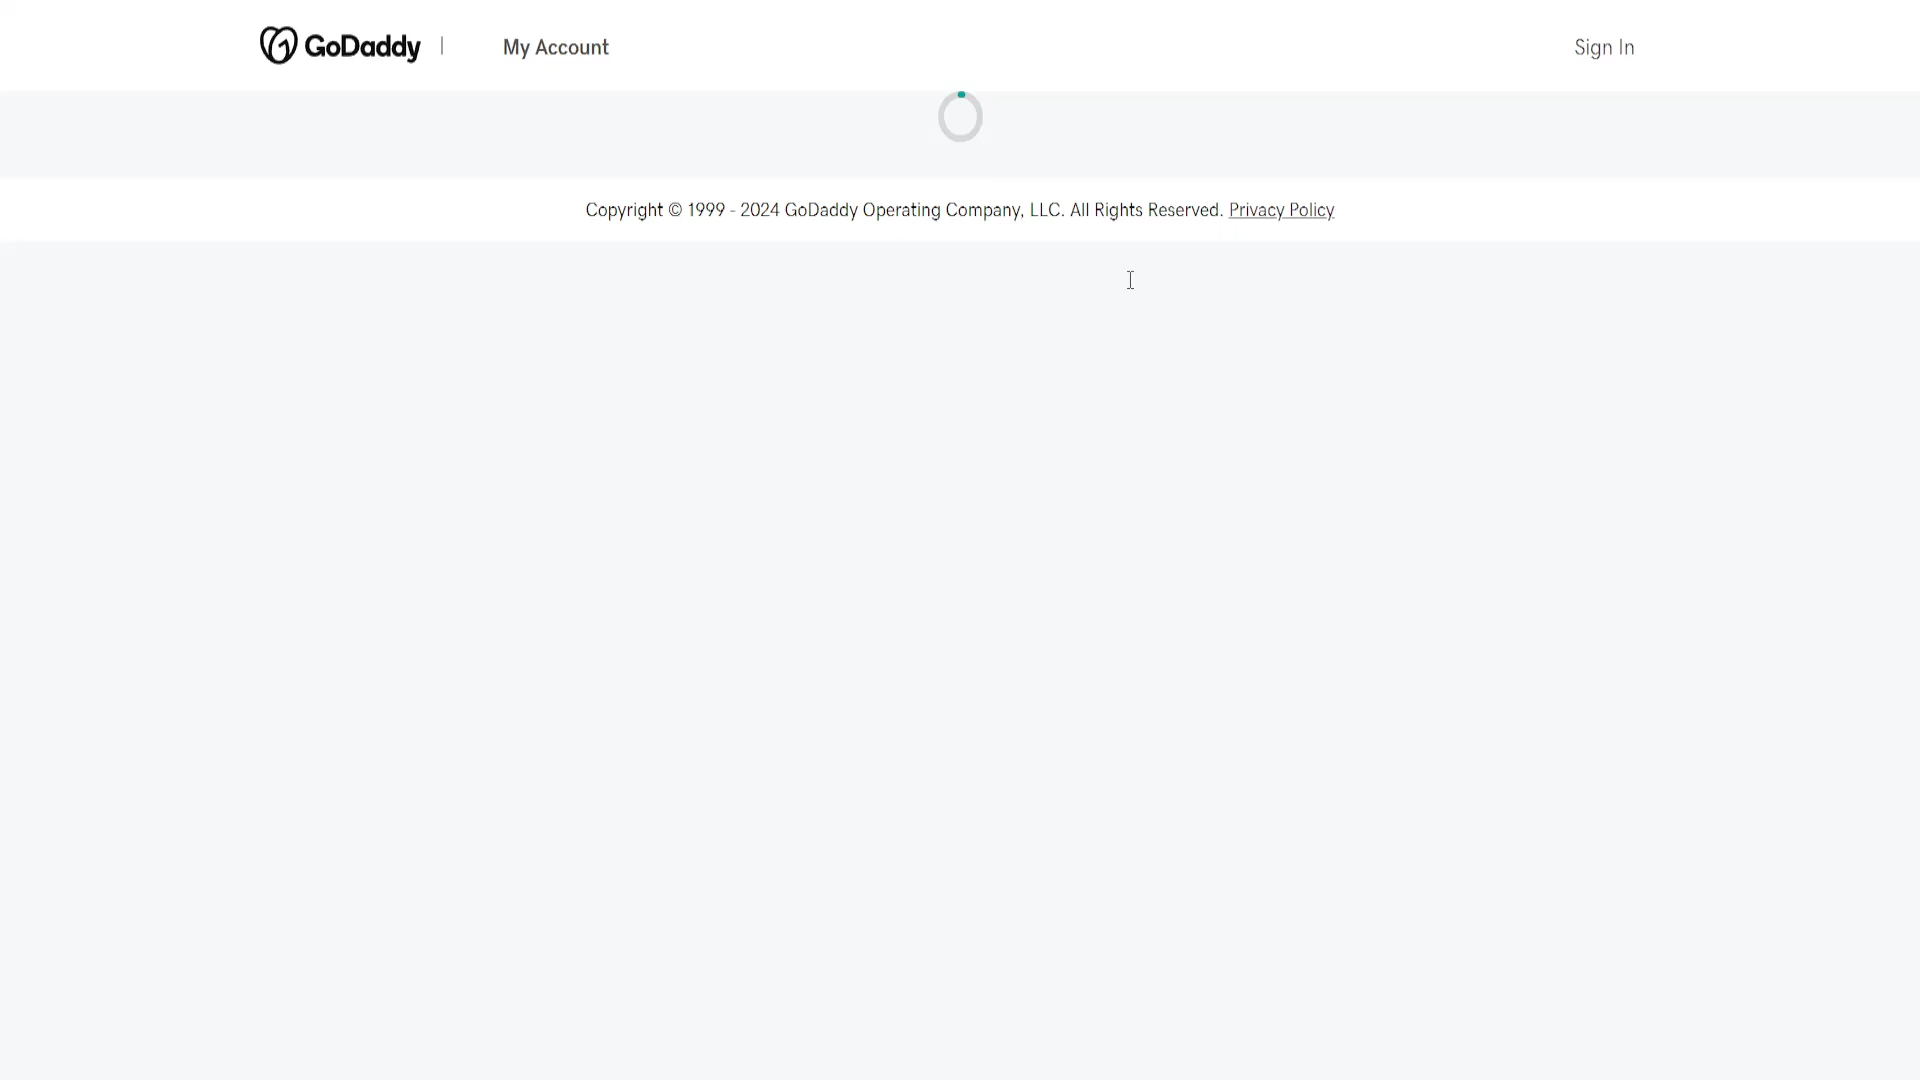 GoDaddy | My Account Sign In
Copyright © 1999 - 2024 GoDaddy Operating Company, LLC. All Rights Reserved. Privacy Policy